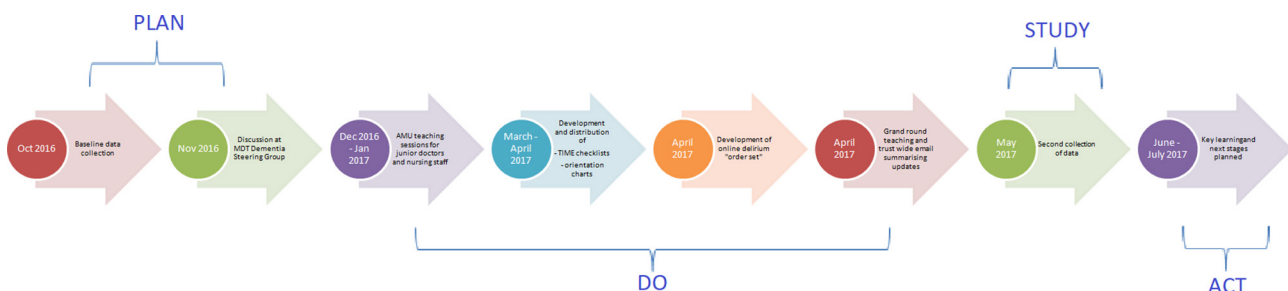 PLAN
STUDY
Oct 2016
Baseline data
collection
Nov 2016
Discussion at
MDT Dementia
Steering Group
Dec 2016
- Jan
2017
AMU teaching
sessions for
junior doctors
and nursing staff
March -
April
2017
Development
and distribution
of
- TIME checklists
- orientation
charts
April
2017
Development of
online delirium
"order set"
April
2017
Grand round
teaching and
trust wide email
summarising
updates
May
2017
Second collection
of data
June -
July 2017
Key learning and
next stages
planned
DO
ACT